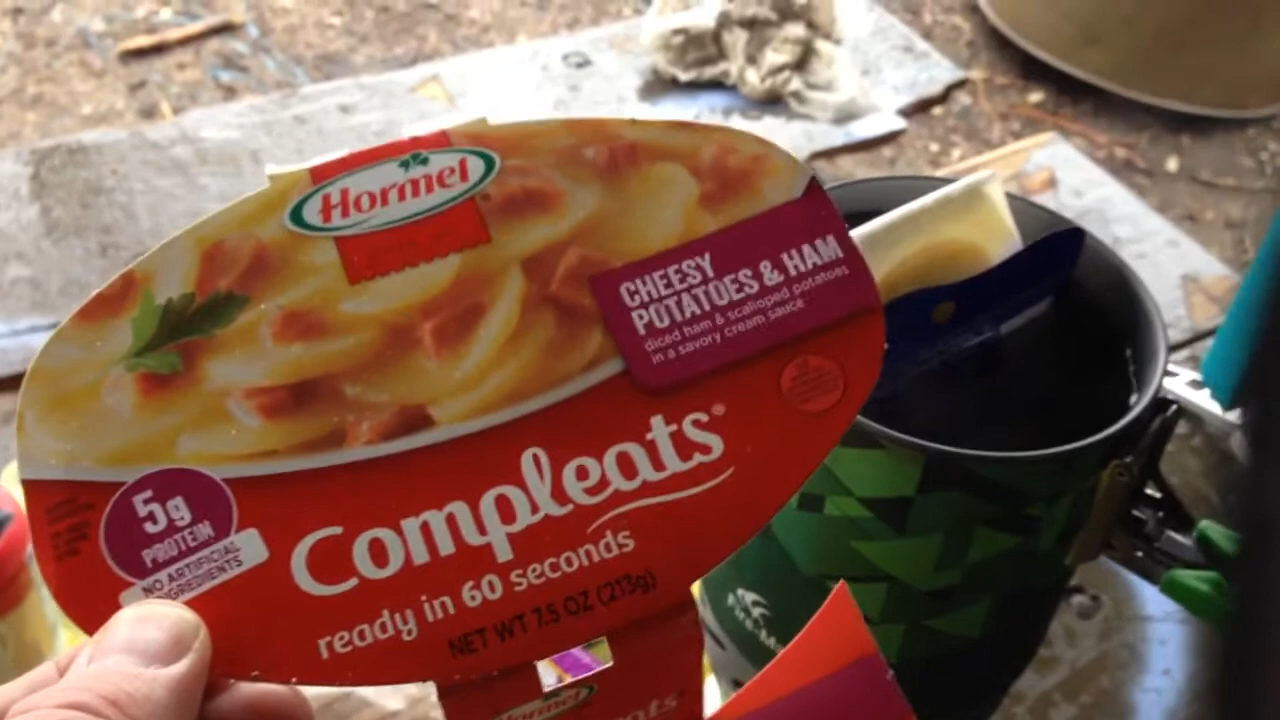 Hormel
CHEESY
POTATOES & HAM
diced ham & scalloped potatoes
in a savory cream sauce
Compleats®
5g
PROTEIN
NO ARTIFICIAL
INGREDIENTS
ready in 60 seconds
NET WT 7.5 OZ (213g)
Hormel